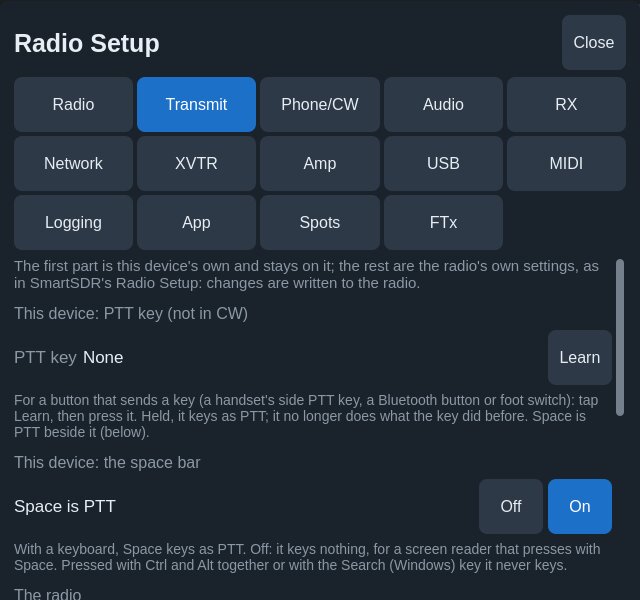 Radio Setup
Close
Radio
Transmit
Phone/CW
Audio
RX
Network
XVTR
Amp
USB
MIDI
Logging
App
Spots
FTx
The first part is this device's own and stays on it; the rest are the radio's own settings, as
in SmartSDR's Radio Setup: changes are written to the radio.
This device: PTT key (not in CW)
PTT key None
Learn
For a button that sends a key (a handset's side PTT key, a Bluetooth button or foot switch): tap
Learn, then press it. Held, it keys as PTT; it no longer does what the key did before. Space is
PTT beside it (below).
This device: the space bar
Space is PTT
Off
On
With a keyboard, Space keys as PTT. Off: it keys nothing, for a screen reader that presses with
Space. Pressed with Ctrl and Alt together or with the Search (Windows) key it never keys.
The radio